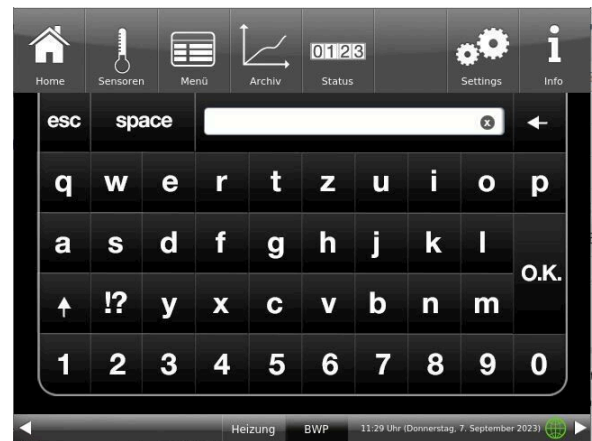 0123
Home Sensoren Menü Archiv Status Settings Info
esc space
q w e r t z u i o p
a s d f g h j k l
O.K.
!? y x c v b n m
1 2 3 4 5 6 7 8 9 0
Heizung BWP 11:29 Uhr (Donnerstag, 7. September 2023)